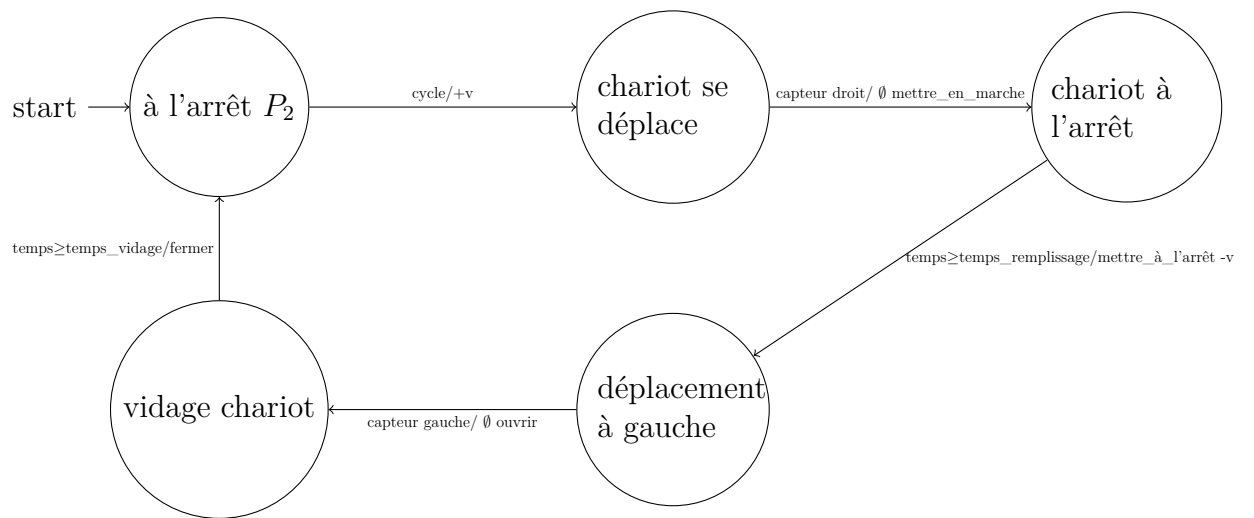 start
à l'arrêt P₂
cycle/+v
chariot se
déplace
capteur droit/ ∅ mettre_en_marche
chariot à
l'arrêt
temps≥temps_vidage/fermer
temps≥temps_remplissage/mettre_à_l'arrêt -v
vidage chariot
capteur gauche/ ∅ ouvrir
déplacement
à gauche